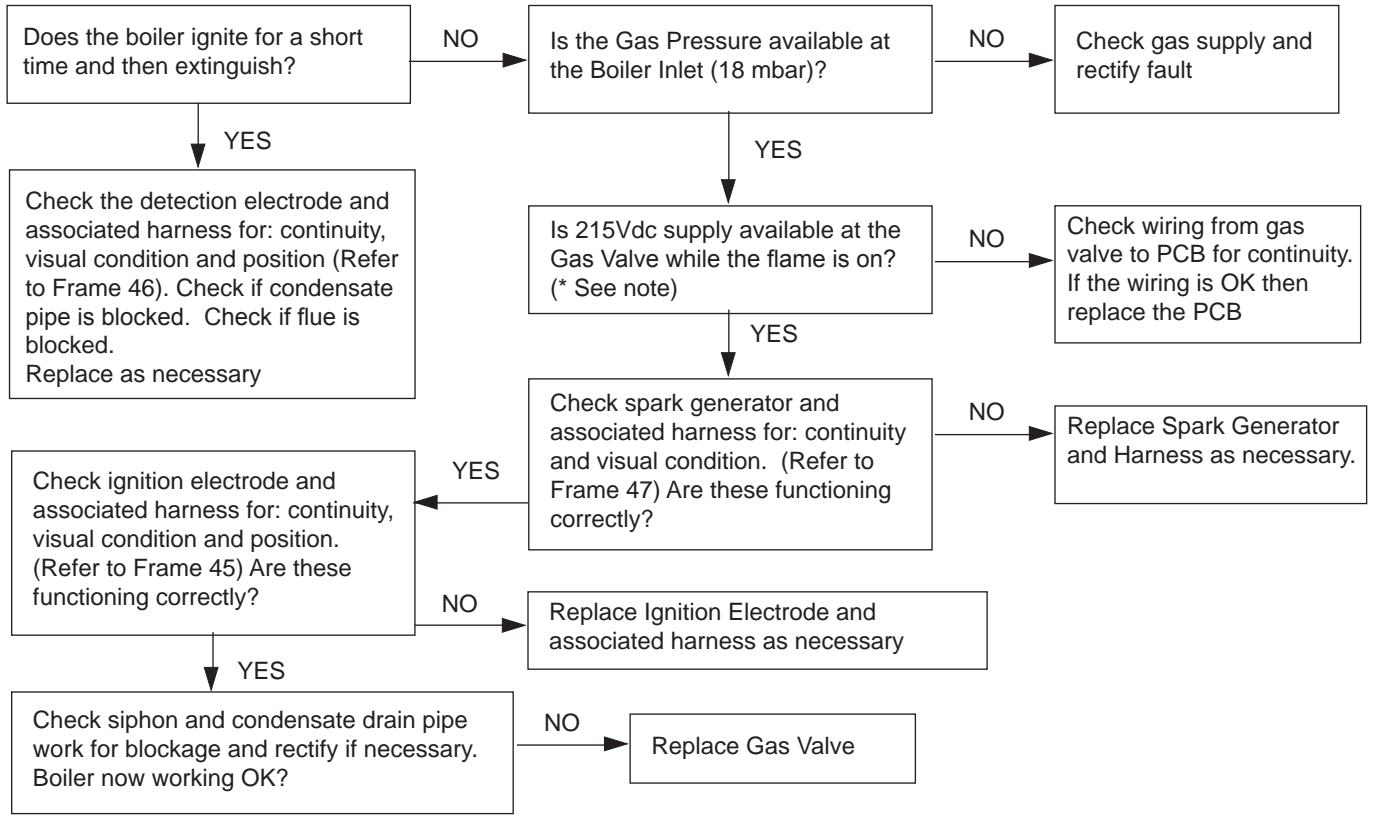 Does the boiler ignite for a short
time and then extinguish?
NO
Is the Gas Pressure available at
the Boiler Inlet (18 mbar)?
NO
Check gas supply and
rectify fault
YES
YES
Check the detection electrode and
associated harness for: continuity,
visual condition and position (Refer
to Frame 46). Check if condensate
pipe is blocked.  Check if flue is
blocked.
Replace as necessary
Is 215Vdc supply available at the
Gas Valve while the flame is on?
(* See note)
NO
Check wiring from gas
valve to PCB for continuity.
If the wiring is OK then
replace the PCB
YES
Check spark generator and
associated harness for: continuity
and visual condition.  (Refer to
Frame 47) Are these functioning
correctly?
NO
Replace Spark Generator
and Harness as necessary.
YES
Check ignition electrode and
associated harness for: continuity,
visual condition and position.
(Refer to Frame 45) Are these
functioning correctly?
NO
Replace Ignition Electrode and
associated harness as necessary
YES
Check siphon and condensate drain pipe
work for blockage and rectify if necessary.
Boiler now working OK?
NO
Replace Gas Valve